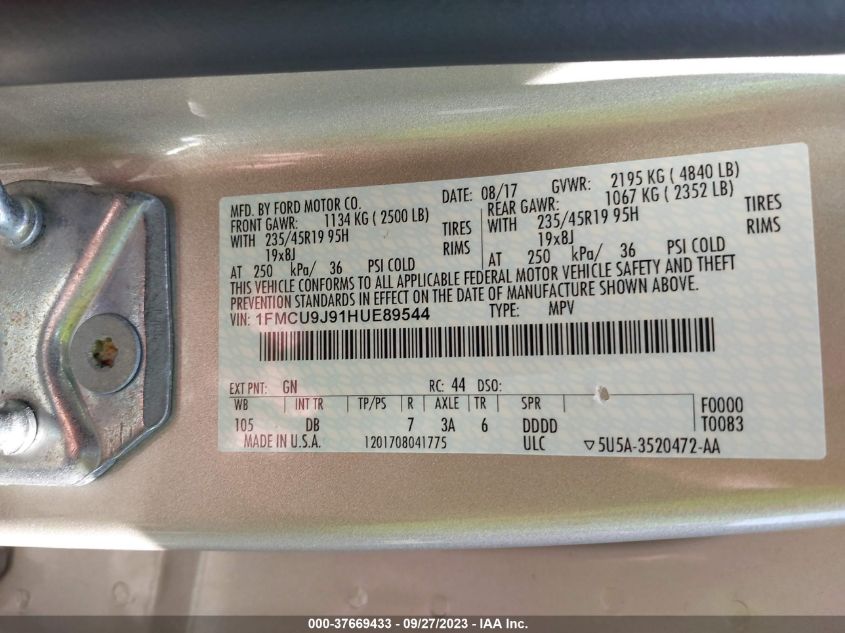 MFD. BY FORD MOTOR CO. DATE: 08/17 GVWR: 2195 KG ( 4840 LB)
FRONT GAWR: 1134 KG ( 2500 LB) REAR GAWR: 1067 KG ( 2352 LB)
WITH 235/45R19 95H TIRES WITH 235/45R19 95H TIRES
19x8J RIMS 19x8J RIMS
AT 250 kPa/ 36 PSI COLD AT 250 kPa/ 36 PSI COLD
THIS VEHICLE CONFORMS TO ALL APPLICABLE FEDERAL MOTOR VEHICLE SAFETY AND THEFT
PREVENTION STANDARDS IN EFFECT ON THE DATE OF MANUFACTURE SHOWN ABOVE.
VIN: 1FMCU9J91HUE89544 TYPE: MPV
EXT PNT: GN RC: 44 DSO:
WB INT TR TP/PS R AXLE TR SPR F0000
105 DB 7 3A 6 DDDD T0083
MADE IN U.S.A. 1201708041775 ULC ▽5U5A-3520472-AA
000-37669433 - 09/27/2023 - IAA Inc.